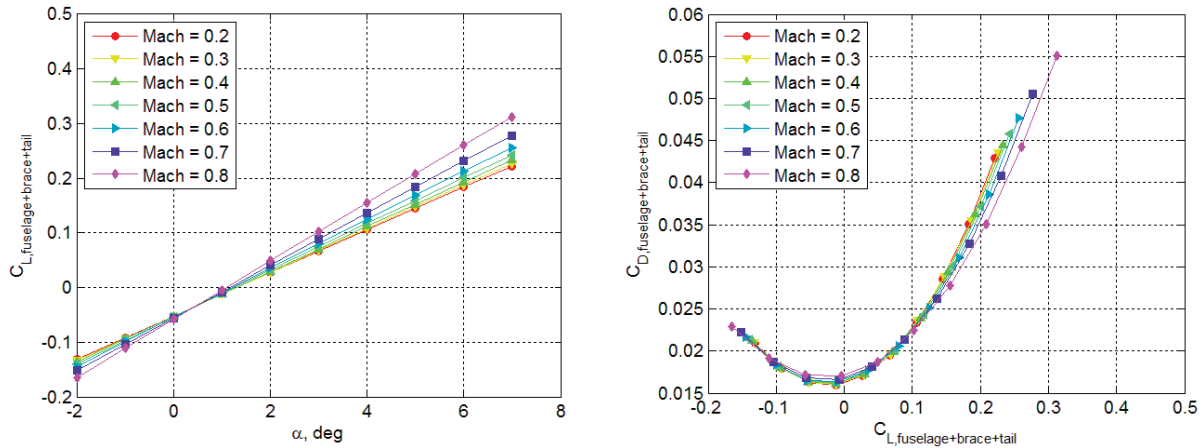 0.5
0.4
0.3
0.2
0.1
0
-0.1
-0.2
C_L,fuselage+brace+tail
Mach = 0.2
Mach = 0.3
Mach = 0.4
Mach = 0.5
Mach = 0.6
Mach = 0.7
Mach = 0.8
-2 0 2 4 6 8
α, deg
0.06
0.055
0.05
0.045
0.04
0.035
0.03
0.025
0.02
0.015
C_D,fuselage+brace+tail
Mach = 0.2
Mach = 0.3
Mach = 0.4
Mach = 0.5
Mach = 0.6
Mach = 0.7
Mach = 0.8
-0.2 -0.1 0 0.1 0.2 0.3 0.4 0.5
C_L,fuselage+brace+tail